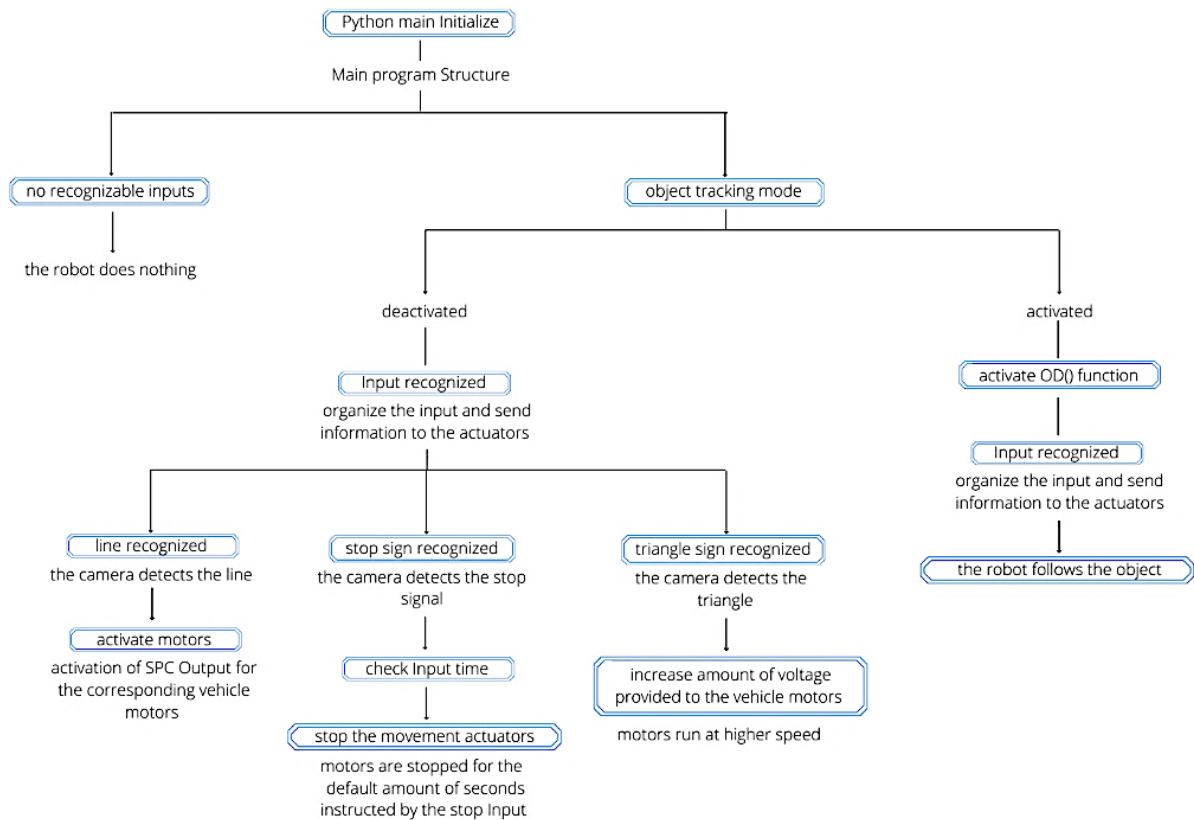 Python main Initialize
Main program Structure
no recognizable inputs
the robot does nothing
object tracking mode
deactivated
Input recognized
organize the input and send
information to the actuators
line recognized
the camera detects the line
activate motors
activation of SPC Output for
the corresponding vehicle
motors
stop sign recognized
the camera detects the stop
signal
check Input time
stop the movement actuators
motors are stopped for the
default amount of seconds
instructed by the stop Input
triangle sign recognized
the camera detects the
triangle
increase amount of voltage
provided to the vehicle motors
motors run at higher speed
activated
activate OD() function
Input recognized
organize the input and send
information to the actuators
the robot follows the object